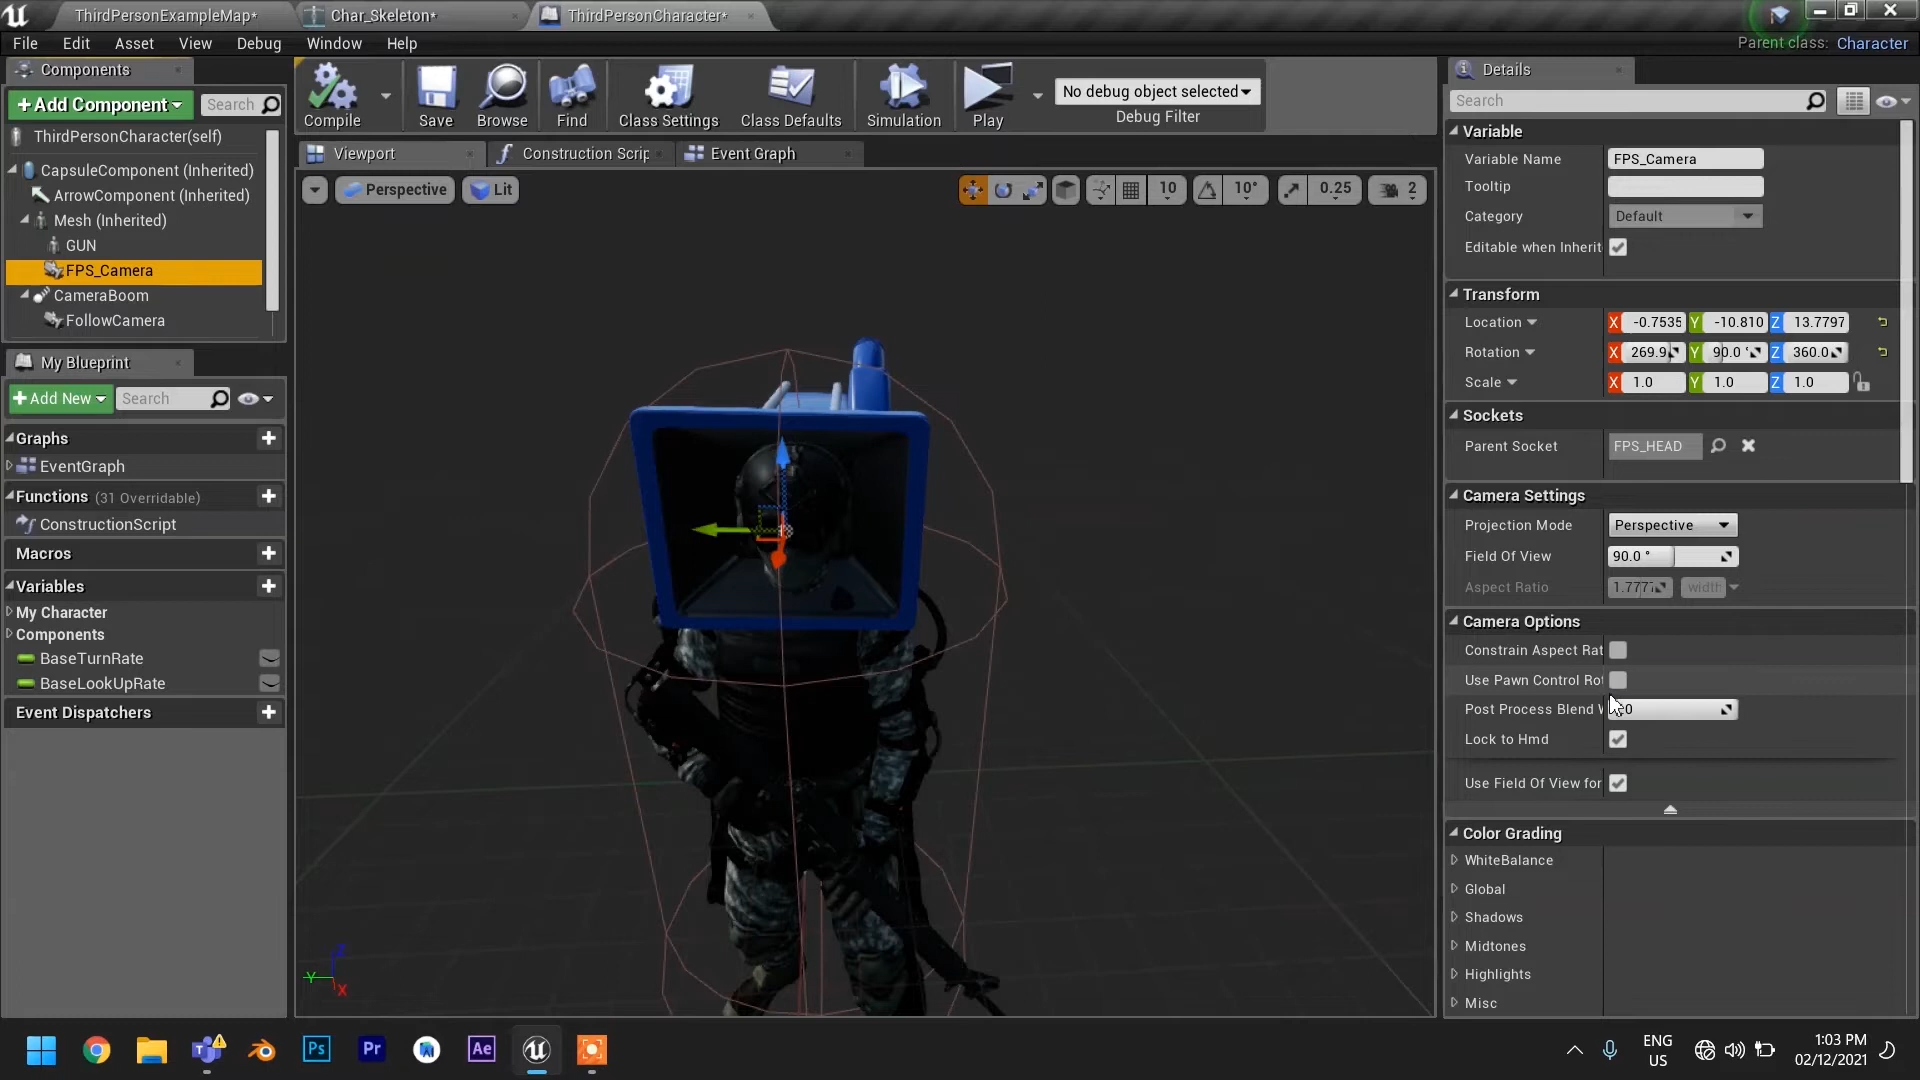 ThirdPersonExampleMap*
Char_Skeleton*
ThirdPersonCharacter*
File Edit Asset View Debug Window Help
Parent class: Character
Components
+Add Component
Search
ThirdPersonCharacter(self)
CapsuleComponent (Inherited)
ArrowComponent (Inherited)
Mesh (Inherited)
GUN
FPS_Camera
CameraBoom
FollowCamera
My Blueprint
+Add New
Search
Graphs
EventGraph
Functions (31 Overridable)
ConstructionScript
Macros
Variables
My Character
Components
BaseTurnRate
BaseLookUpRate
Event Dispatchers
Compile
Save
Browse
Find
Class Settings
Class Defaults
Simulation
Play
No debug object selected
Debug Filter
Viewport
Construction Scrip
Event Graph
Perspective
Lit
10
10°
0.25
2
Z
Y
X
Details
Search
Variable
Variable Name FPS_Camera
Tooltip
Category Default
Editable when Inherit
Transform
Location X -0.7535 Y -10.810 Z 13.7797
Rotation X 269.9 Y 90.0 ° Z 360.0
Scale X 1.0 Y 1.0 Z 1.0
Sockets
Parent Socket FPS_HEAD
Camera Settings
Projection Mode Perspective
Field Of View 90.0 °
Aspect Ratio 1.7777 width
Camera Options
Constrain Aspect Rat
Use Pawn Control Rot
Post Process Blend W
Lock to Hmd
Use Field Of View for
Color Grading
WhiteBalance
Global
Shadows
Midtones
Highlights
Misc
Ps
Pr
Ae
ENG
US
1:03 PM
02/12/2021